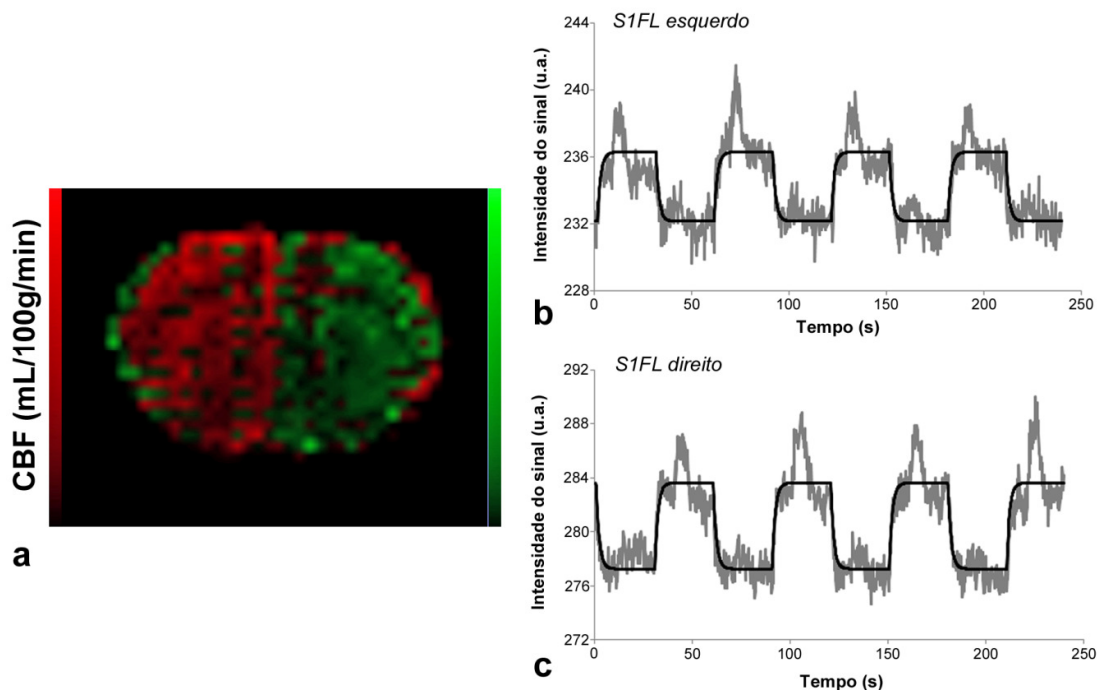 CBF (mL/100g/min)
a
S1FL esquerdo
Intensidade do sinal (u.a.)
244
240
236
232
228
0
50
100
150
200
250
Tempo (s)
b
S1FL direito
Intensidade do sinal (u.a.)
292
288
284
280
276
272
0
50
100
150
200
250
Tempo (s)
c